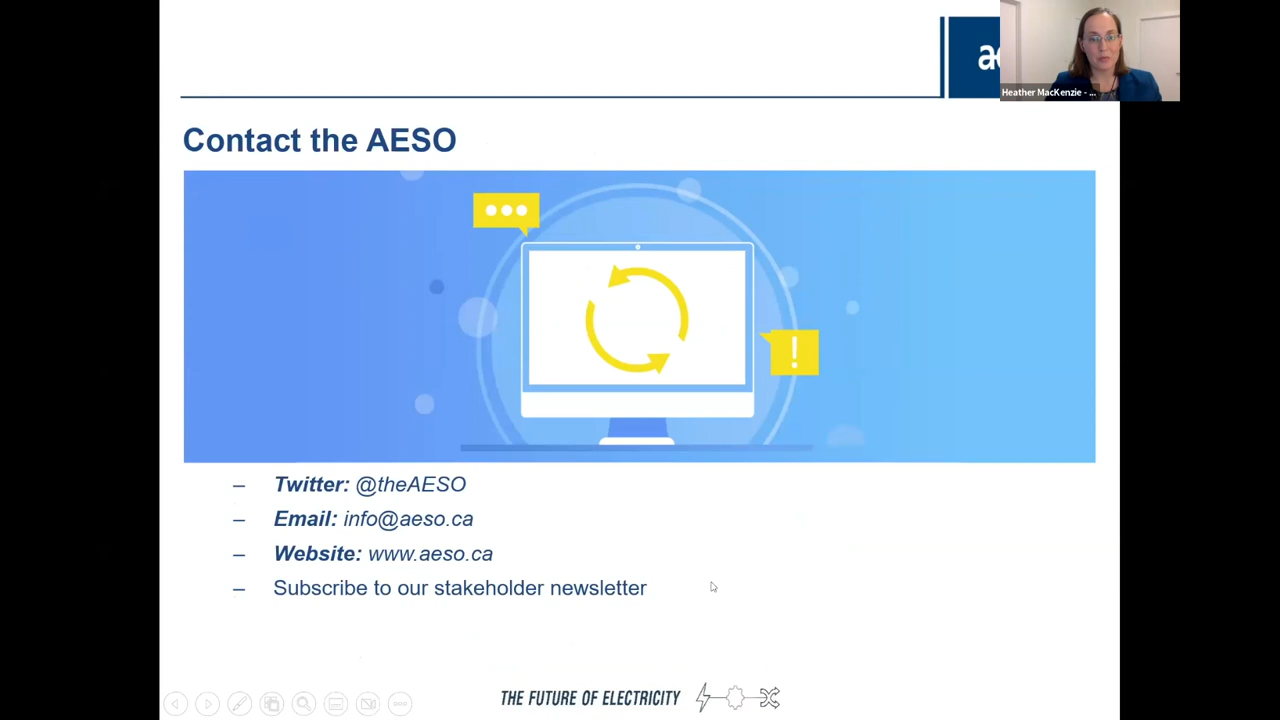 Heather MacKenzie - ...
Contact the AESO
!
– Twitter: @theAESO
– Email: info@aeso.ca
– Website: www.aeso.ca
– Subscribe to our stakeholder newsletter
THE FUTURE OF ELECTRICITY